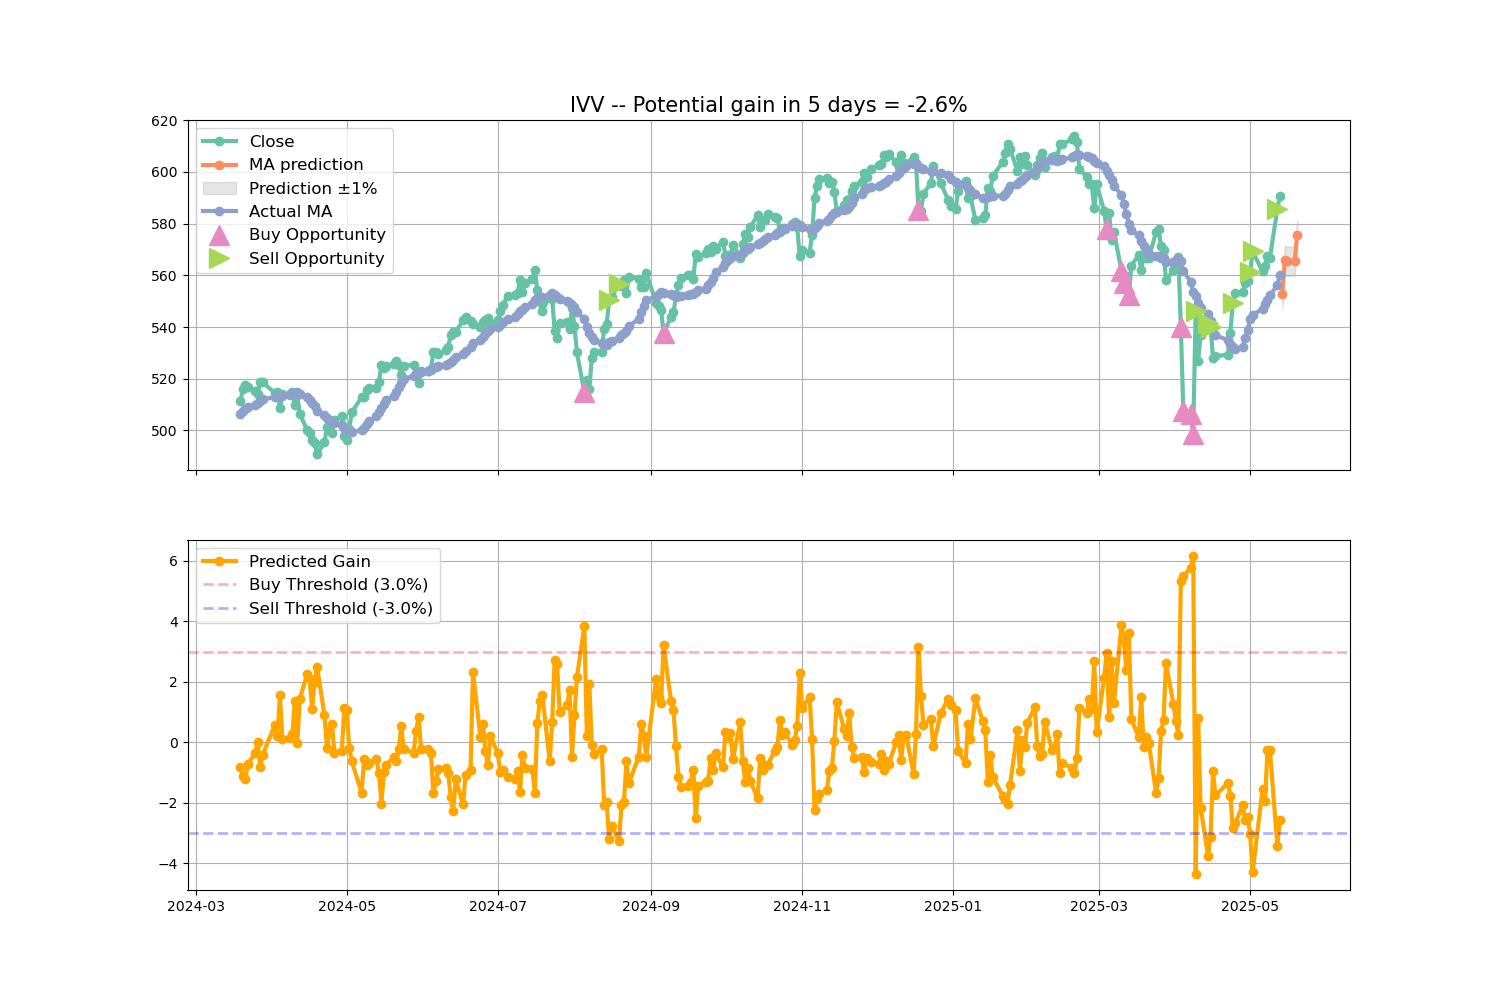 IVV -- Potential gain in 5 days = -2.6%
620
600
580
560
540
520
500
Close
MA prediction
Prediction ±1%
Actual MA
Buy Opportunity
Sell Opportunity
6
4
2
0
−2
−4
Predicted Gain
Buy Threshold (3.0%)
Sell Threshold (-3.0%)
2024-03
2024-05
2024-07
2024-09
2024-11
2025-01
2025-03
2025-05